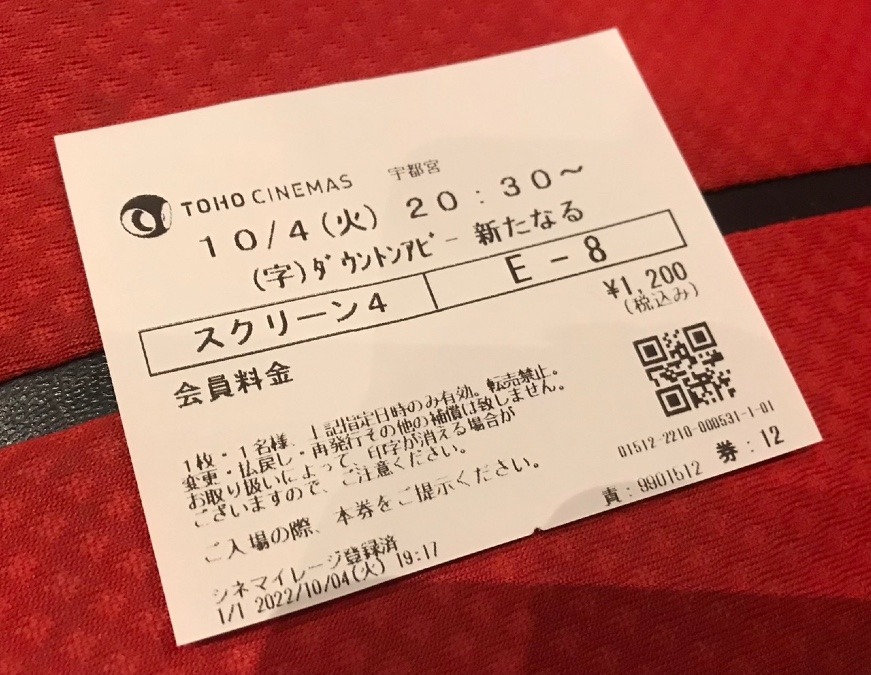 TOHO CINEMAS 宇都宮
10/4(火) 20:30~
(字)ﾀﾞｳﾝﾄﾝｱﾋﾞｰ 新たなる
スクリーン4 E-8
¥1,200
(税込み)
会員料金
1枚・1名様、上記指定日時のみ有効。転売禁止。
変更・払戻し・再発行その他の補償は致しません。
お取り扱いによって、印字が消える場合が
ございますので、ご注意ください。
01512-2210-000531-1-01
ご入場の際、本券をご提示ください。
責:9901512 券:12
シネマイレージ登録済
1/1 2022/10/04(火) 19:17